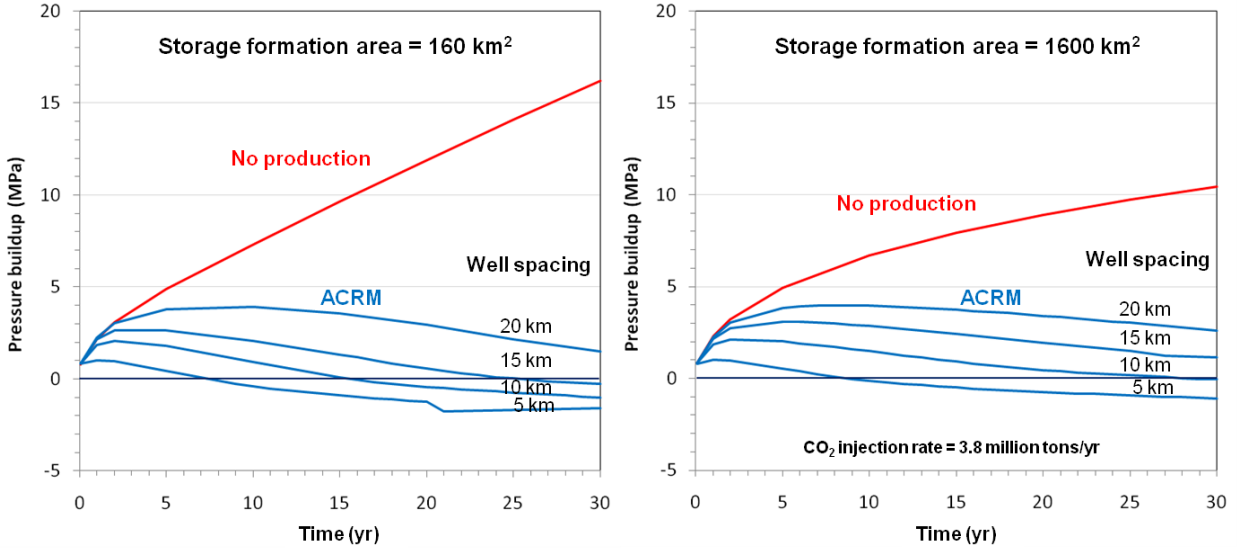 Storage formation area = 160 km²
No production
Well spacing
ACRM
20 km
15 km
10 km
5 km
20
15
10
5
0
-5
Pressure buildup (MPa)
0 5 10 15 20 25 30
Time (yr)
Storage formation area = 1600 km²
No production
Well spacing
ACRM
20 km
15 km
10 km
5 km
CO₂ injection rate = 3.8 million tons/yr
20
15
10
5
0
-5
Pressure buildup (MPa)
0 5 10 15 20 25 30
Time (yr)